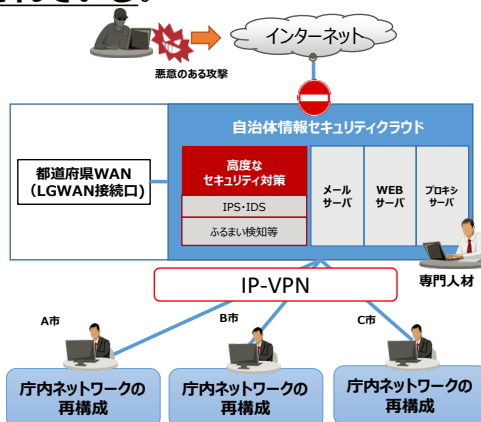 されている。
インターネット
悪意のある攻撃
自治体情報セキュリティクラウド
都道府県WAN
（LGWAN接続口）
高度な
セキュリティ対策
IPS・IDS
ふるまい検知等
メール
サーバ
WEB
サーバ
プロキシ
サーバ
専門人材
IP-VPN
A市
B市
C市
庁内ネットワークの
再構成
庁内ネットワークの
再構成
庁内ネットワークの
再構成